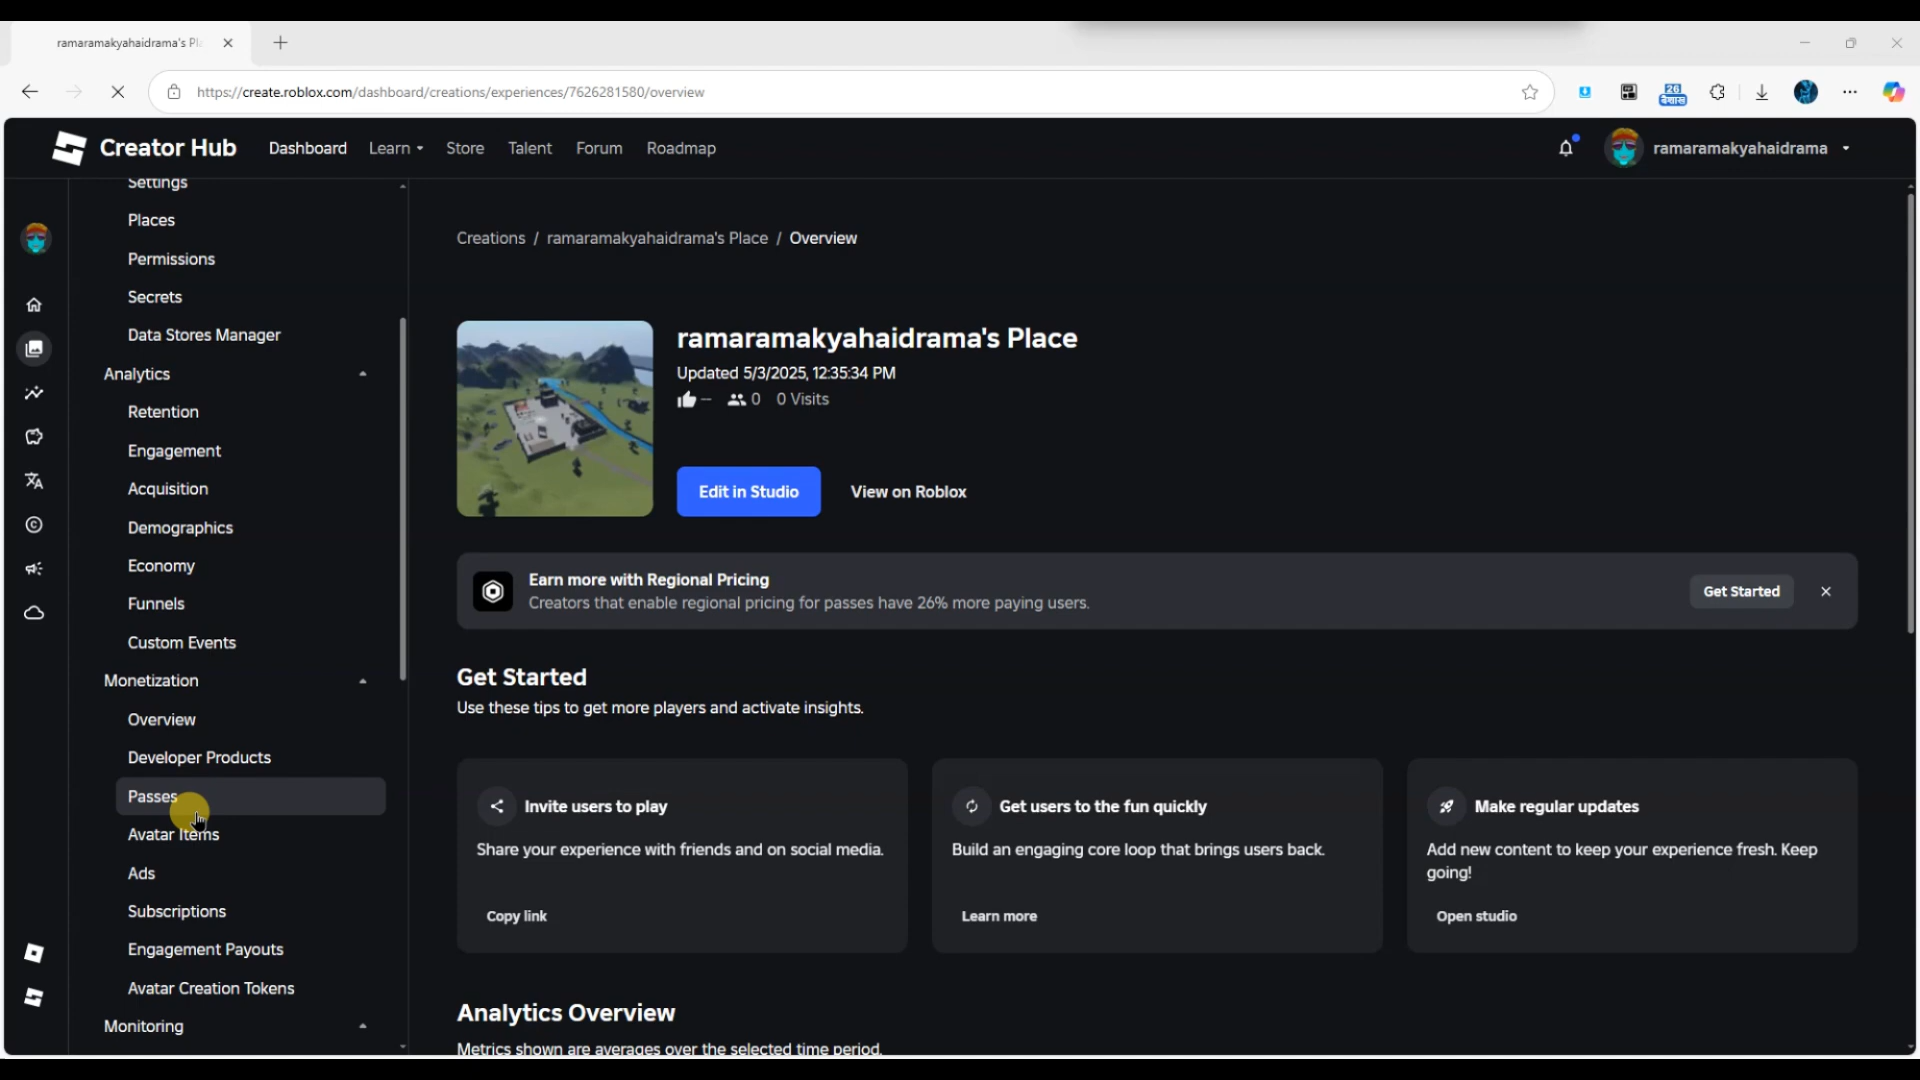 ramaramakyahaidrama's Pla
https://create.roblox.com/dashboard/creations/experiences/7626281580/overview
26
Creator Hub
Dashboard
Learn
Store
Talent
Forum
Roadmap
ramaramakyahaidrama
Settings
Places
Permissions
Secrets
Data Stores Manager
Analytics
Retention
Engagement
Acquisition
Demographics
Economy
Funnels
Custom Events
Monetization
Overview
Developer Products
Passes
Avatar Items
Ads
Subscriptions
Engagement Payouts
Avatar Creation Tokens
Monitoring
Creations / ramaramakyahaidrama's Place / Overview
ramaramakyahaidrama's Place
Updated 5/3/2025, 12:35:34 PM
-- 0 0 Visits
Edit in Studio
View on Roblox
Earn more with Regional Pricing
Creators that enable regional pricing for passes have 26% more paying users.
Get Started
Get Started
Use these tips to get more players and activate insights.
Invite users to play
Share your experience with friends and on social media.
Copy link
Get users to the fun quickly
Build an engaging core loop that brings users back.
Learn more
Make regular updates
Add new content to keep your experience fresh. Keep
going!
Open studio
Analytics Overview
Metrics shown are averages over the selected time period.